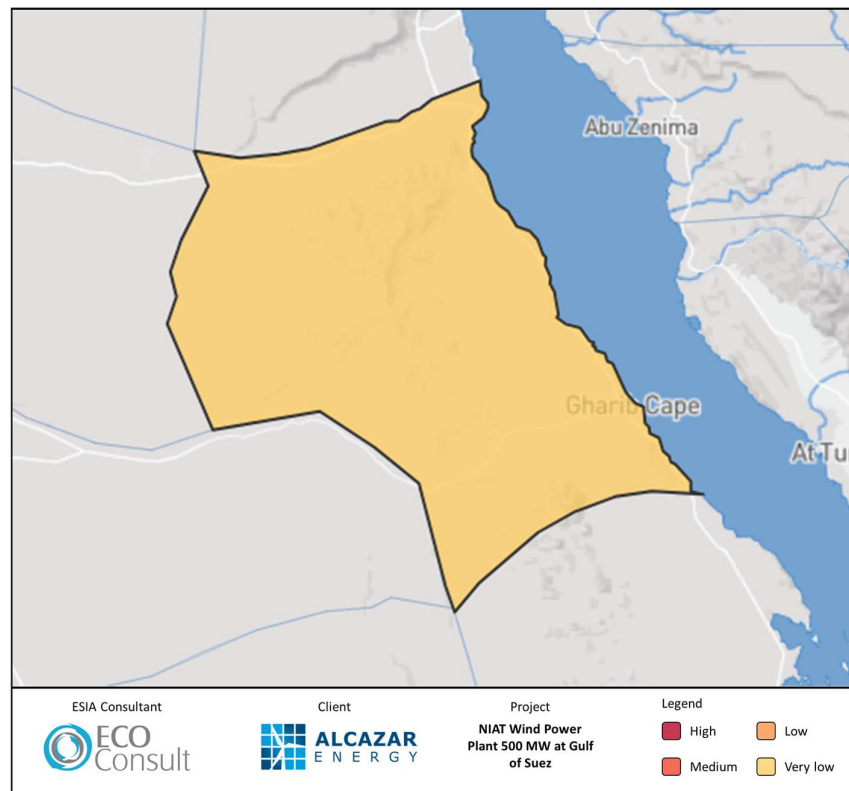 Abu Zenima
Gharib Cape
At Tu
ESIA Consultant
ECO
Consult
Client
ALCAZAR
ENERGY
Project
NIAT Wind Power
Plant 500 MW at Gulf
of Suez
Legend
High
Low
Medium
Very low